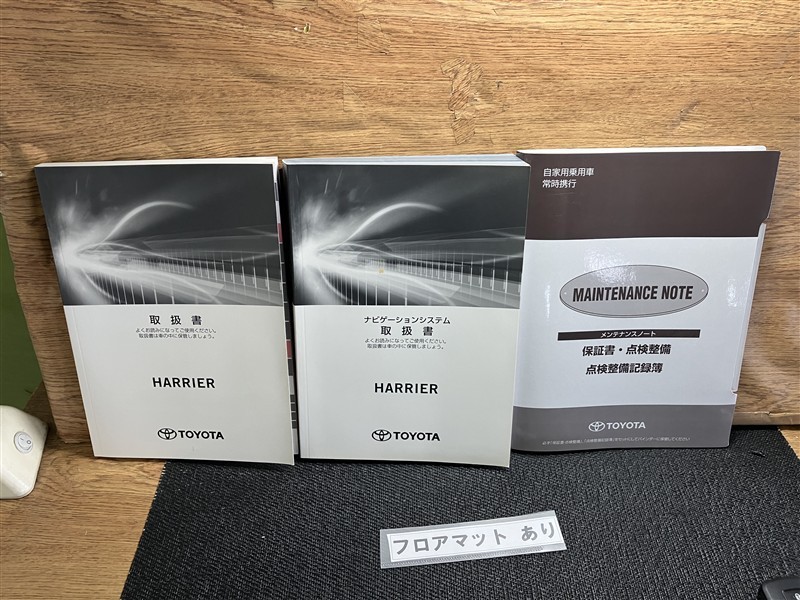 取扱書
よくお読みになってご使用ください。
取扱書は車の中に保管しましょう。
HARRIER
TOYOTA
ナビゲーションシステム
取扱書
よくお読みになってご使用ください。
取扱書は車の中に保管しましょう。
HARRIER
TOYOTA
自家用乗用車
常時携行
MAINTENANCE NOTE
メンテナンスノート
保証書・点検整備
点検整備記録簿
TOYOTA
フロアマット あり